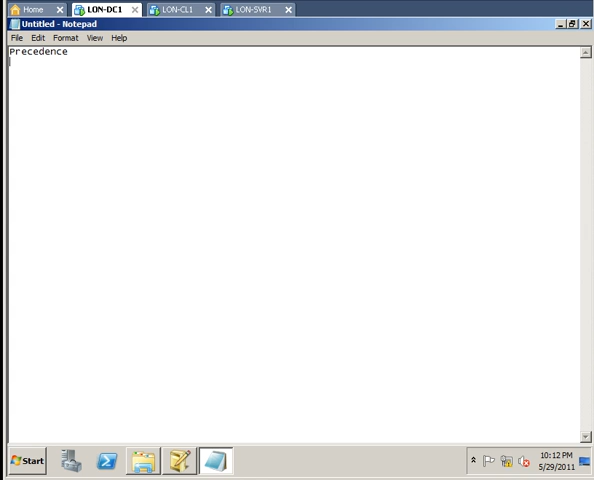 Home LON-DC1 LON-CL1 LON-SVR1
Untitled - Notepad
File Edit Format View Help
Precedence
Start
10:12 PM
5/29/2011